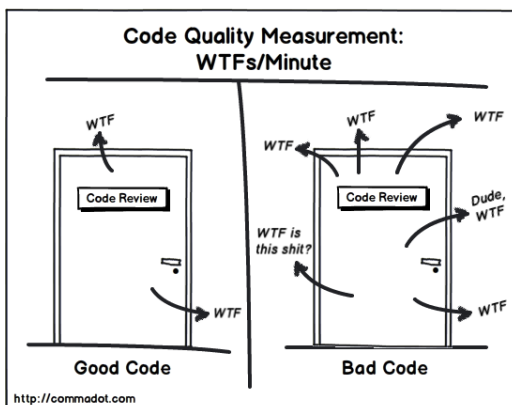 Code Quality Measurement:
WTFs/Minute
WTF
Code Review
WTF
Good Code
WTF
WTF
WTF
Code Review
Dude,
WTF
WTF is
this shit?
WTF
Bad Code
http://commadot.com